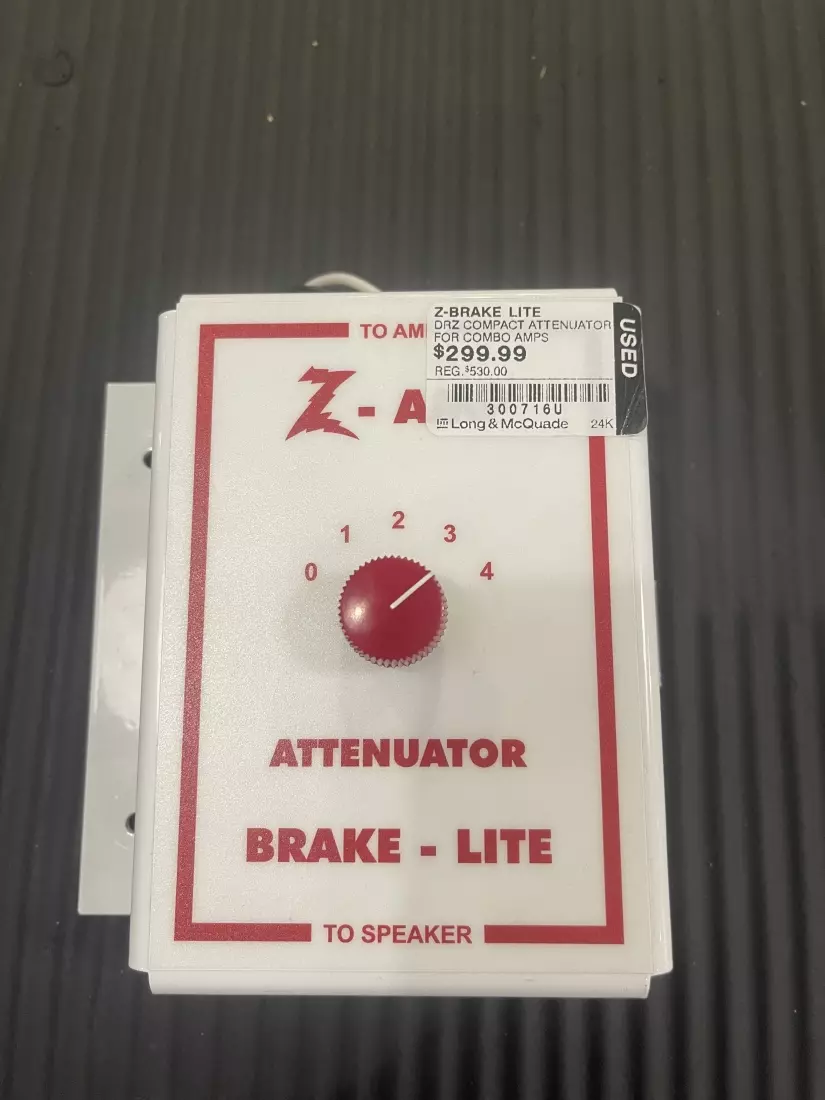 Z-BRAKE LITE
DRZ COMPACT ATTENUATOR
FOR COMBO AMPS
$299.99
REG.$530.00
300716U
Long & McQuade 24K
USED
TO AM
Z - A
0 1 2 3 4
ATTENUATOR
BRAKE - LITE
TO SPEAKER